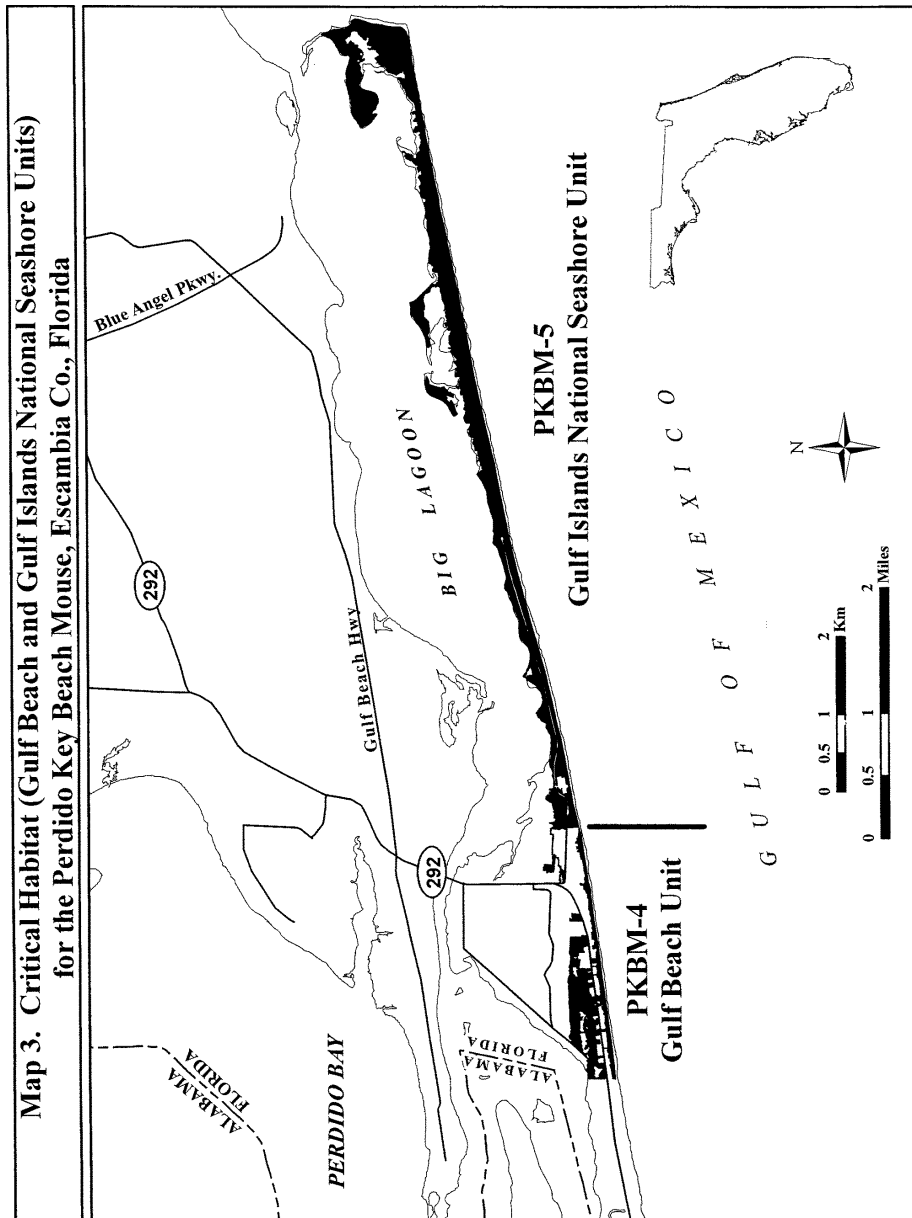 Map 3. Critical Habitat (Gulf Beach and Gulf Islands National Seashore Units)
for the Perdido Key Beach Mouse, Escambia Co., Florida
ALABAMA
FLORIDA
292
Blue Angel Pkwy.
PERDIDO BAY
Gulf Beach Hwy
292
BIG LAGOON
ALABAMA
FLORIDA
PKBM-4
Gulf Beach Unit
PKBM-5
Gulf Islands National Seashore Unit
GULF OF MEXICO
N
0 0.5 1 2
Km
0 0.5 1 2
Miles